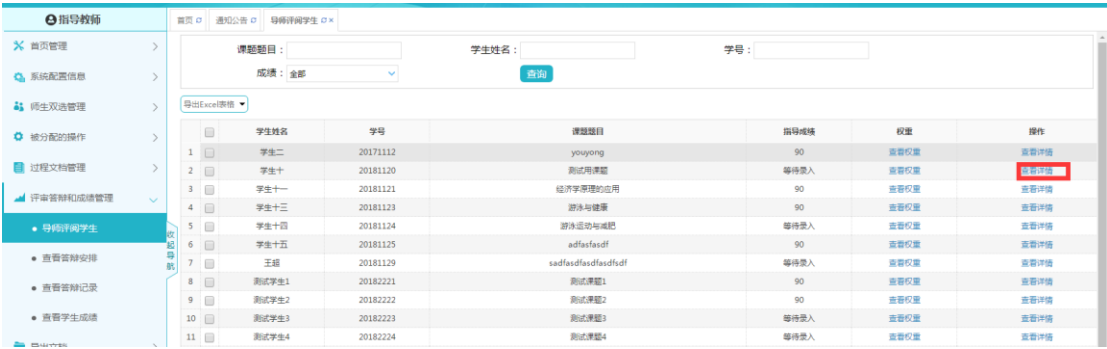 指导教师
首页 通知公告 导师评阅学生
首页管理
系统配置信息
师生双选管理
被分配的操作
过程文档管理
评审答辩和成绩管理
导师评阅学生
查看答辩安排
查看答辩记录
查看学生成绩
导出文档
收起导航
课题题目： 学生姓名： 学号：
成绩： 全部 查询
导出Excel表格
学生姓名 学号 课题题目 指导成绩 权重 操作
1 学生二 20171112 youyong 90 查看权重 查看详情
2 学生十 20181120 测试用课题 等待录入 查看权重 查看详情
3 学生十一 20181121 经济学原理的应用 90 查看权重 查看详情
4 学生十三 20181123 游泳与健康 90 查看权重 查看详情
5 学生十四 20181124 游泳运动与减肥 等待录入 查看权重 查看详情
6 学生十五 20181125 adfasfasdf 90 查看权重 查看详情
7 王超 20181129 sadfasdfasdfasdfsdf 等待录入 查看权重 查看详情
8 测试学生1 20182221 测试课题1 90 查看权重 查看详情
9 测试学生2 20182222 测试课题2 90 查看权重 查看详情
10 测试学生3 20182223 测试课题3 等待录入 查看权重 查看详情
11 测试学生4 20182224 测试课题4 等待录入 查看权重 查看详情